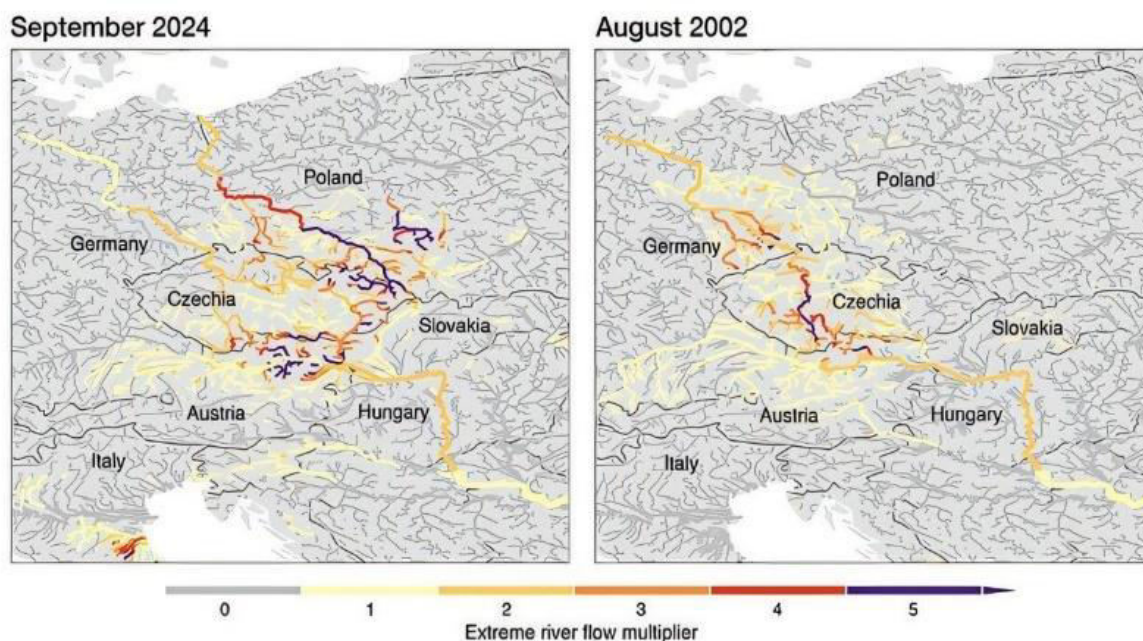 September 2024
August 2002
Poland
Germany
Czechia
Slovakia
Austria
Hungary
Italy
Poland
Germany
Czechia
Slovakia
Austria
Hungary
Italy
0 1 2 3 4 5
Extreme river flow multiplier